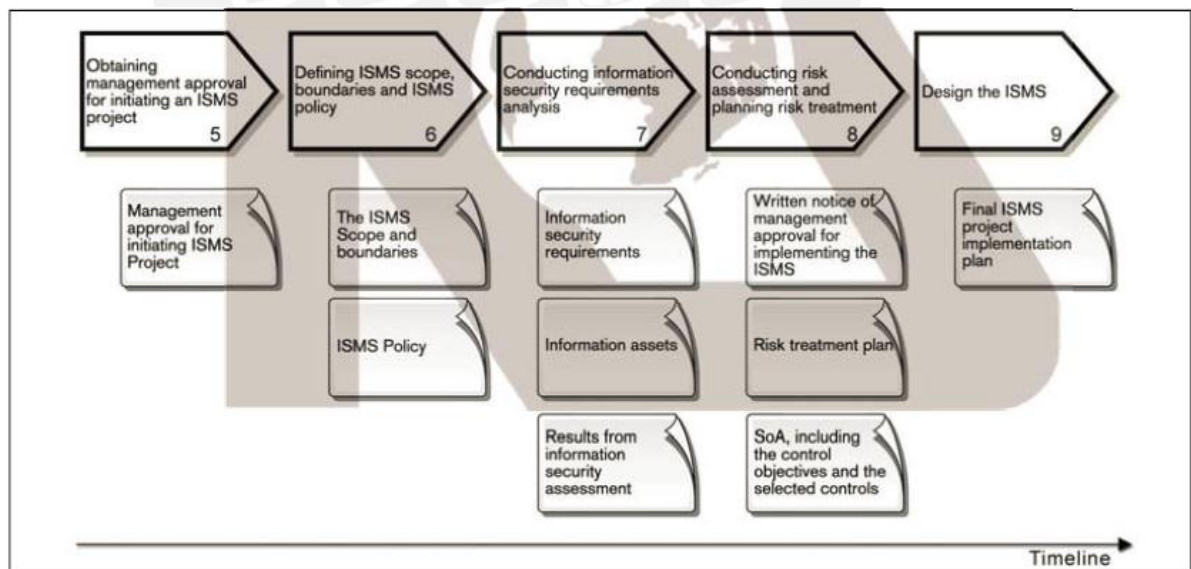 Obtaining
management approval
for initiating an ISMS
project
5
Defining ISMS scope,
boundaries and ISMS
policy
6
Conducting information
security requirements
analysis
7
Conducting risk
assessment and
planning risk treatment
8
Design the ISMS
9
Management
approval for
initiating ISMS
Project
The ISMS
Scope and
boundaries
ISMS Policy
Information
security
requirements
Information assets
Results from
information
security
assessment
Written notice of
management
approval for
implementing the
ISMS
Risk treatment plan
SoA, including
the control
objectives and the
selected controls
Final ISMS
project
implementation
plan
Timeline